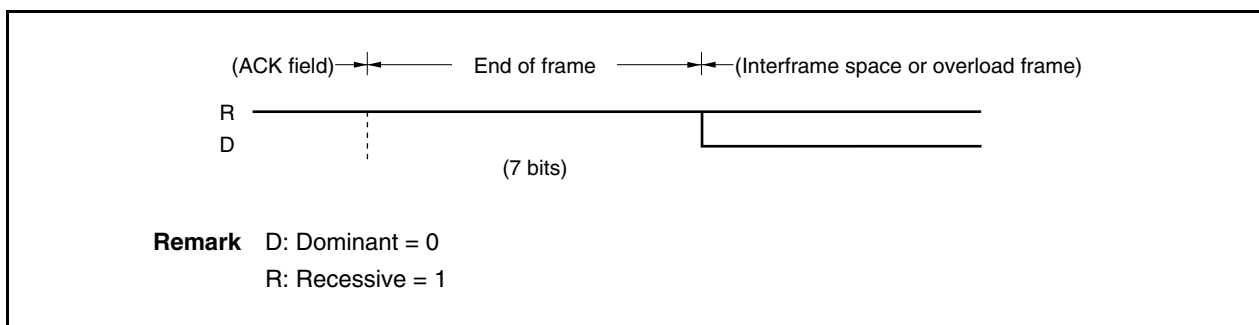 (ACK field) End of frame (Interframe space or overload frame)
R
D
(7 bits)
Remark D: Dominant = 0
R: Recessive = 1